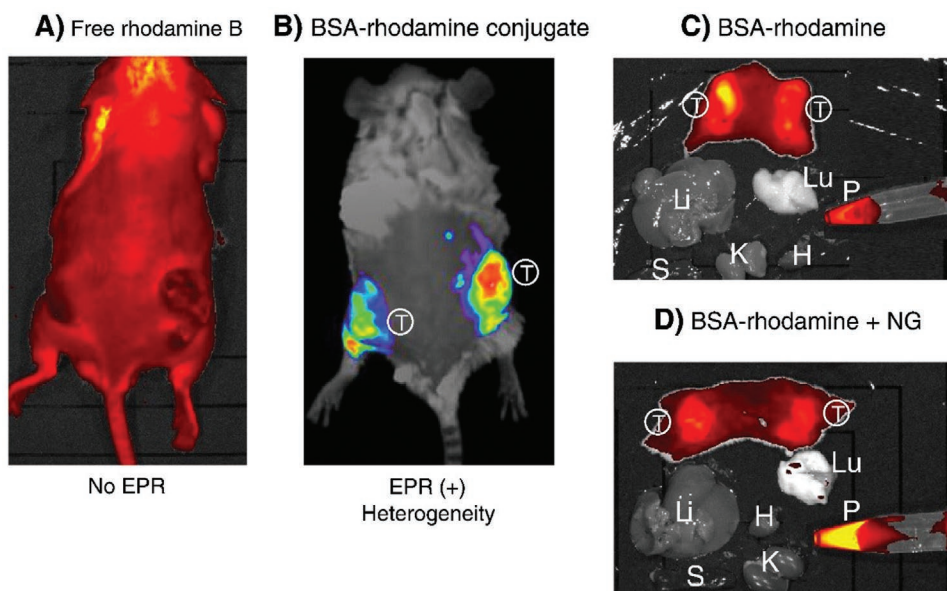 A) Free rhodamine B
No EPR
B) BSA-rhodamine conjugate
T
T
EPR (+)
Heterogeneity
C) BSA-rhodamine
T
T
Li
Lu
P
K
H
S
D) BSA-rhodamine + NG
T
T
Lu
Li
H
P
S
K